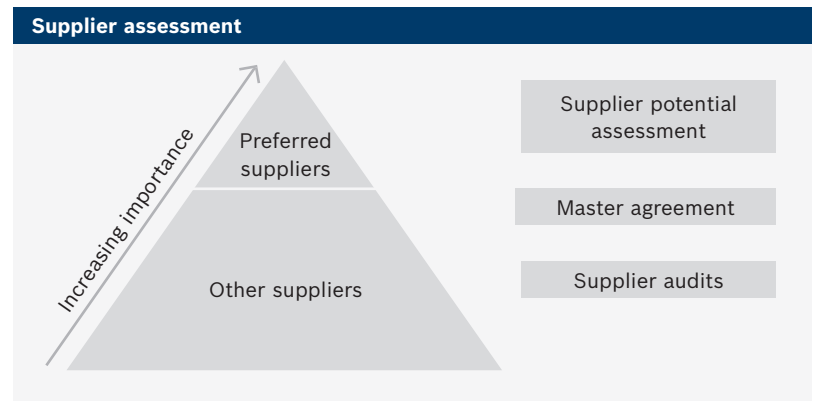 Supplier assessment
Increasing importance
Preferred
suppliers
Other suppliers
Supplier potential
assessment
Master agreement
Supplier audits